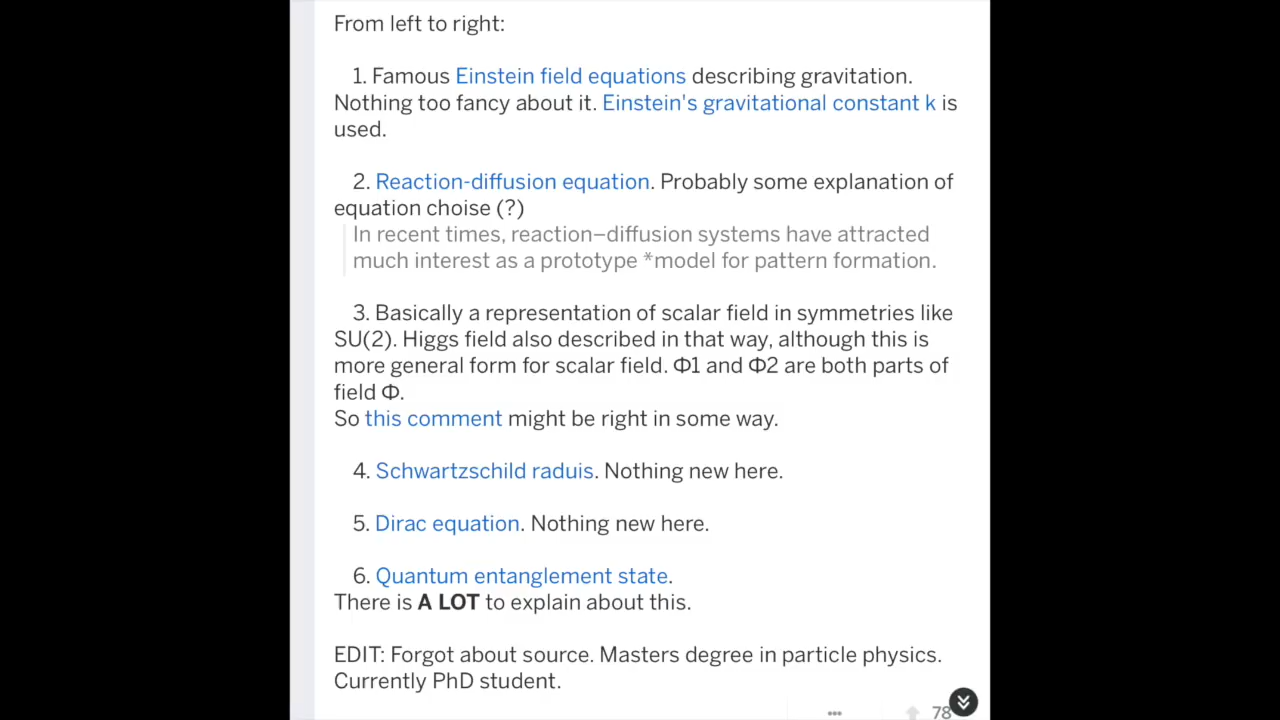 From left to right:
1. Famous Einstein field equations describing gravitation.
Nothing too fancy about it. Einstein's gravitational constant k is
used.
2. Reaction-diffusion equation. Probably some explanation of
equation choise (?)
In recent times, reaction–diffusion systems have attracted
much interest as a prototype *model for pattern formation.
3. Basically a representation of scalar field in symmetries like
SU(2). Higgs field also described in that way, although this is
more general form for scalar field. Φ1 and Φ2 are both parts of
field Φ.
So this comment might be right in some way.
4. Schwartzschild raduis. Nothing new here.
5. Dirac equation. Nothing new here.
6. Quantum entanglement state.
There is A LOT to explain about this.
EDIT: Forgot about source. Masters degree in particle physics.
Currently PhD student.
78